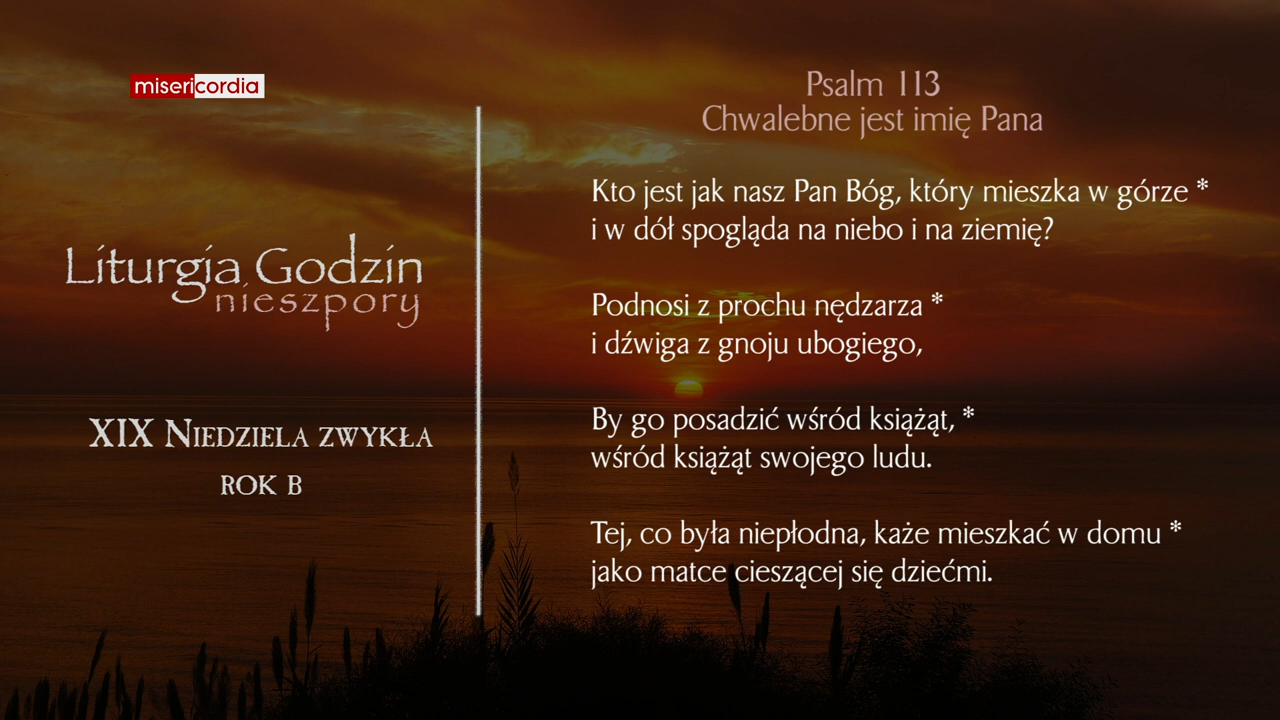 misericordia
Liturgia Godzin
nieszpory
XIX Niedziela zwykła
rok B
Psalm 113
Chwalebne jest imię Pana
Kto jest jak nasz Pan Bóg, który mieszka w górze *
i w dół spogląda na niebo i na ziemię?
Podnosi z prochu nędzarza *
i dźwiga z gnoju ubogiego,
By go posadzić wśród książąt, *
wśród książąt swojego ludu.
Tej, co była niepłodna, każe mieszkać w domu *
jako matce cieszącej się dziećmi.